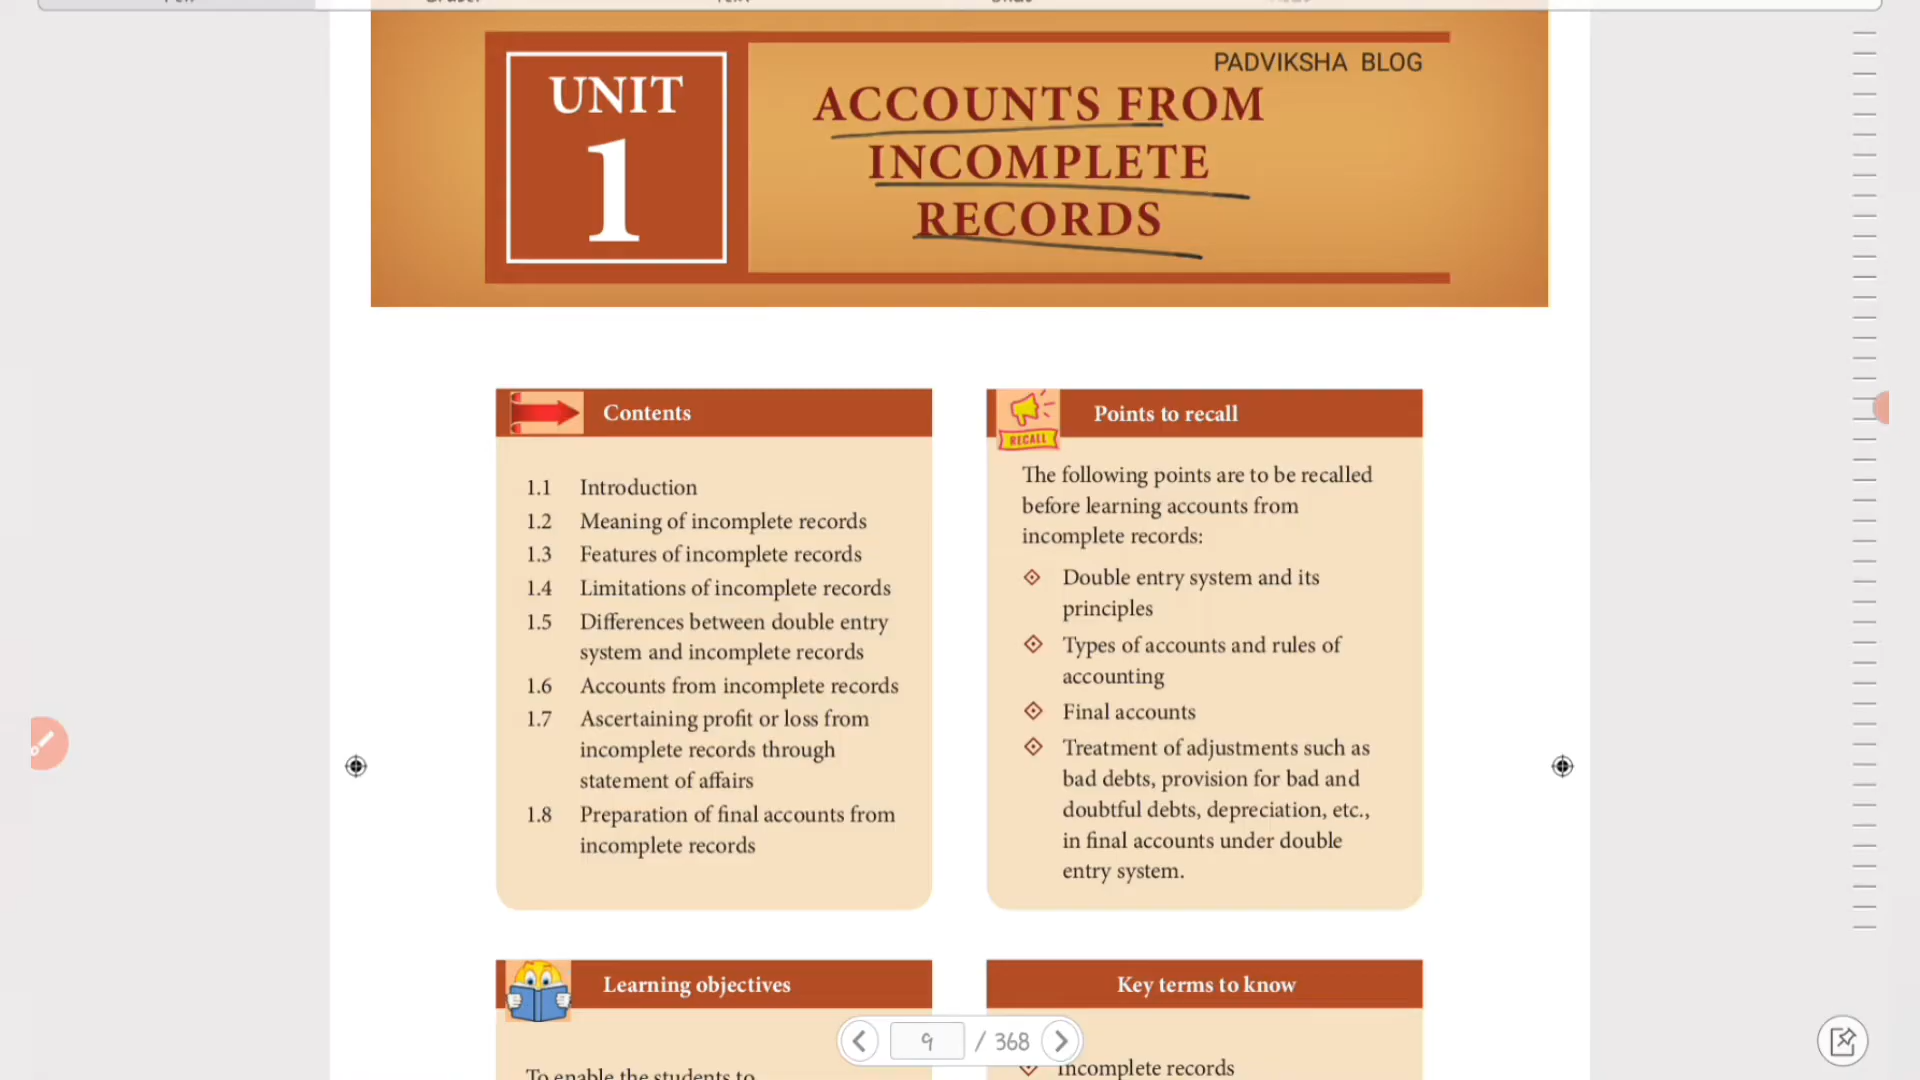 PADVIKSHA BLOG
UNIT
1
ACCOUNTS FROM
INCOMPLETE
RECORDS
Contents
1.1 Introduction
1.2 Meaning of incomplete records
1.3 Features of incomplete records
1.4 Limitations of incomplete records
1.5 Differences between double entry
system and incomplete records
1.6 Accounts from incomplete records
1.7 Ascertaining profit or loss from
incomplete records through
statement of affairs
1.8 Preparation of final accounts from
incomplete records
RECALL
Points to recall
The following points are to be recalled
before learning accounts from
incomplete records:
Double entry system and its
principles
Types of accounts and rules of
accounting
Final accounts
Treatment of adjustments such as
bad debts, provision for bad and
doubtful debts, depreciation, etc.,
in final accounts under double
entry system.
Learning objectives
To enable the students to
Key terms to know
Incomplete records
9 / 368